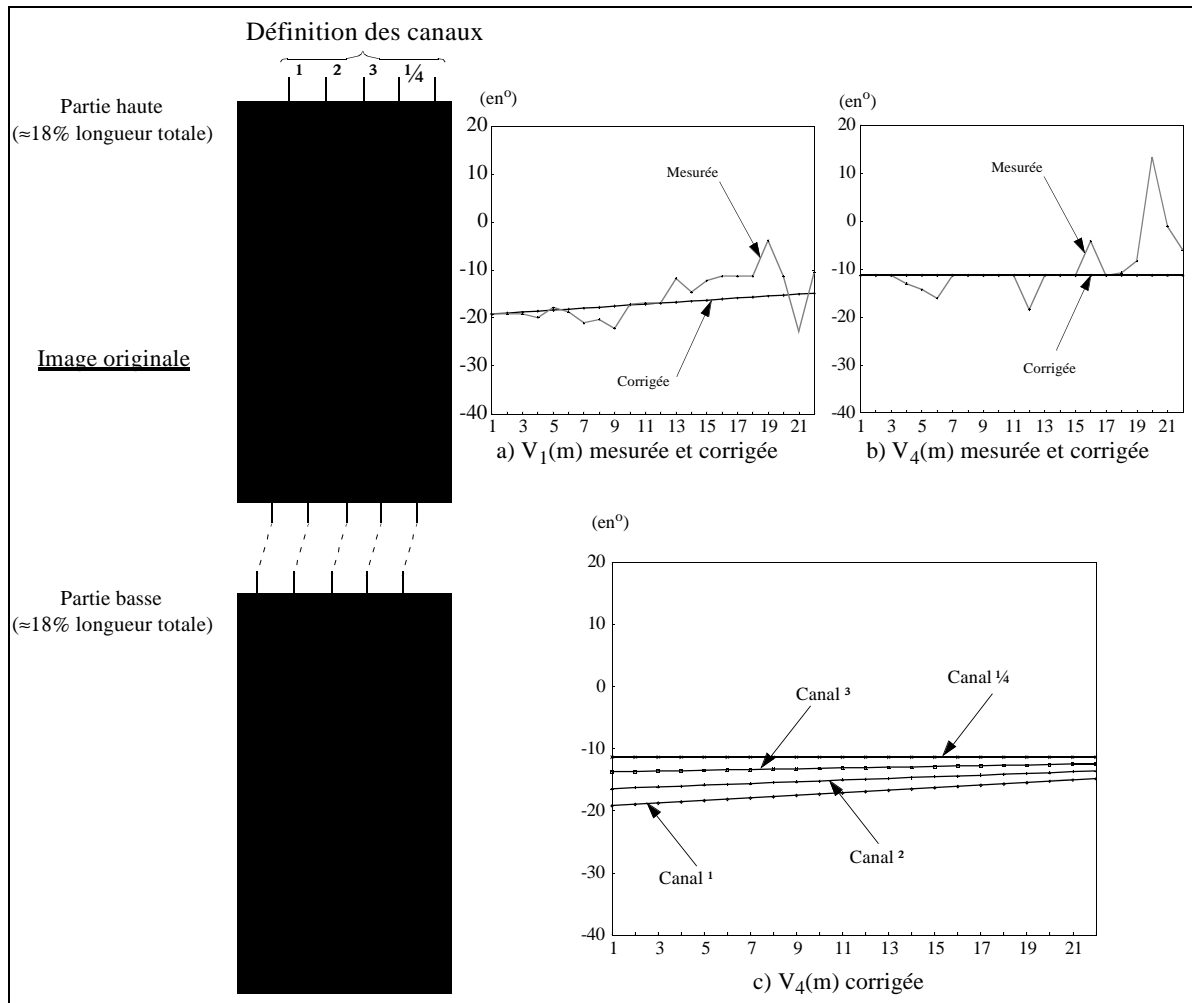 Définition des canaux
1 2 3 ¼
Partie haute
(≈18% longueur totale)
Image originale
Partie basse
(≈18% longueur totale)
(en⁰)
20
10
0
-10
-20
-30
-40
Mesurée
Corrigée
1 3 5 7 9 11 13 15 17 19 21
a) V₁(m) mesurée et corrigée
(en⁰)
20
10
0
-10
-20
-30
-40
Mesurée
Corrigée
1 3 5 7 9 11 13 15 17 19 21
b) V₄(m) mesurée et corrigée
(en⁰)
20
10
0
-10
-20
-30
-40
Canal ¼
Canal ³
Canal ²
Canal ¹
1 3 5 7 9 11 13 15 17 19 21
c) V₄(m) corrigée